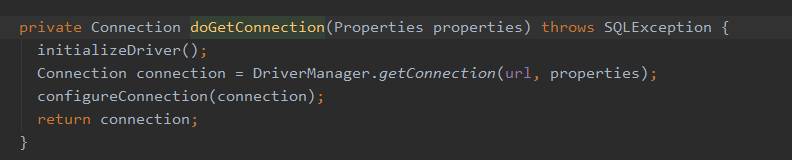 private Connection doGetConnection(Properties properties) throws SQLException {
  initializeDriver();
  Connection connection = DriverManager.getConnection(url, properties);
  configureConnection(connection);
  return connection;
}